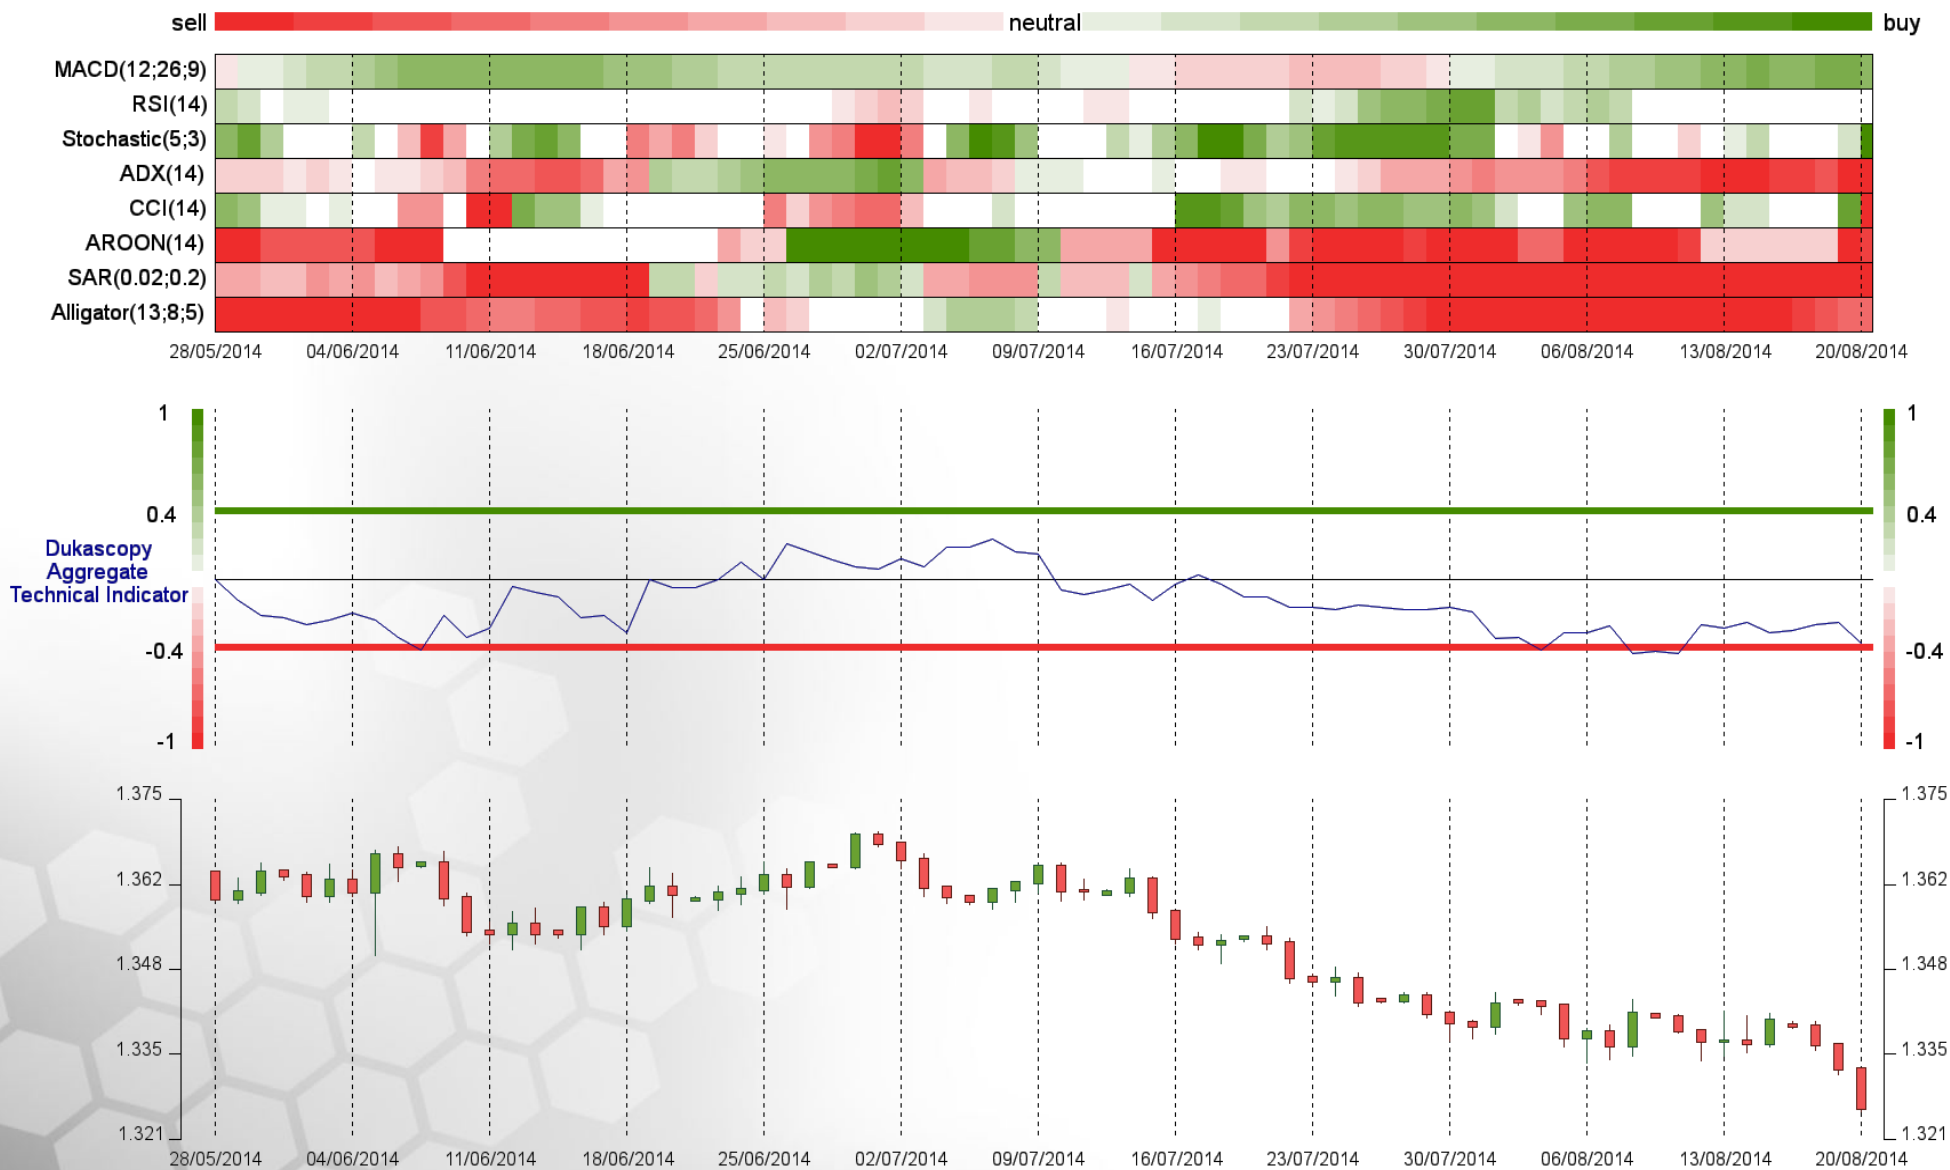 sell neutral buy
MACD(12;26;9)
RSI(14)
Stochastic(5;3)
ADX(14)
CCI(14)
AROON(14)
SAR(0.02;0.2)
Alligator(13;8;5)
28/05/2014 04/06/2014 11/06/2014 18/06/2014 25/06/2014 02/07/2014 09/07/2014 16/07/2014 23/07/2014 30/07/2014 06/08/2014 13/08/2014 20/08/2014
1 1
0.4 0.4
Dukascopy
Aggregate
Technical Indicator
-0.4 -0.4
-1 -1
1.375 1.375
1.362 1.362
1.348 1.348
1.335 1.335
1.321 1.321
28/05/2014 04/06/2014 11/06/2014 18/06/2014 25/06/2014 02/07/2014 09/07/2014 16/07/2014 23/07/2014 30/07/2014 06/08/2014 13/08/2014 20/08/2014